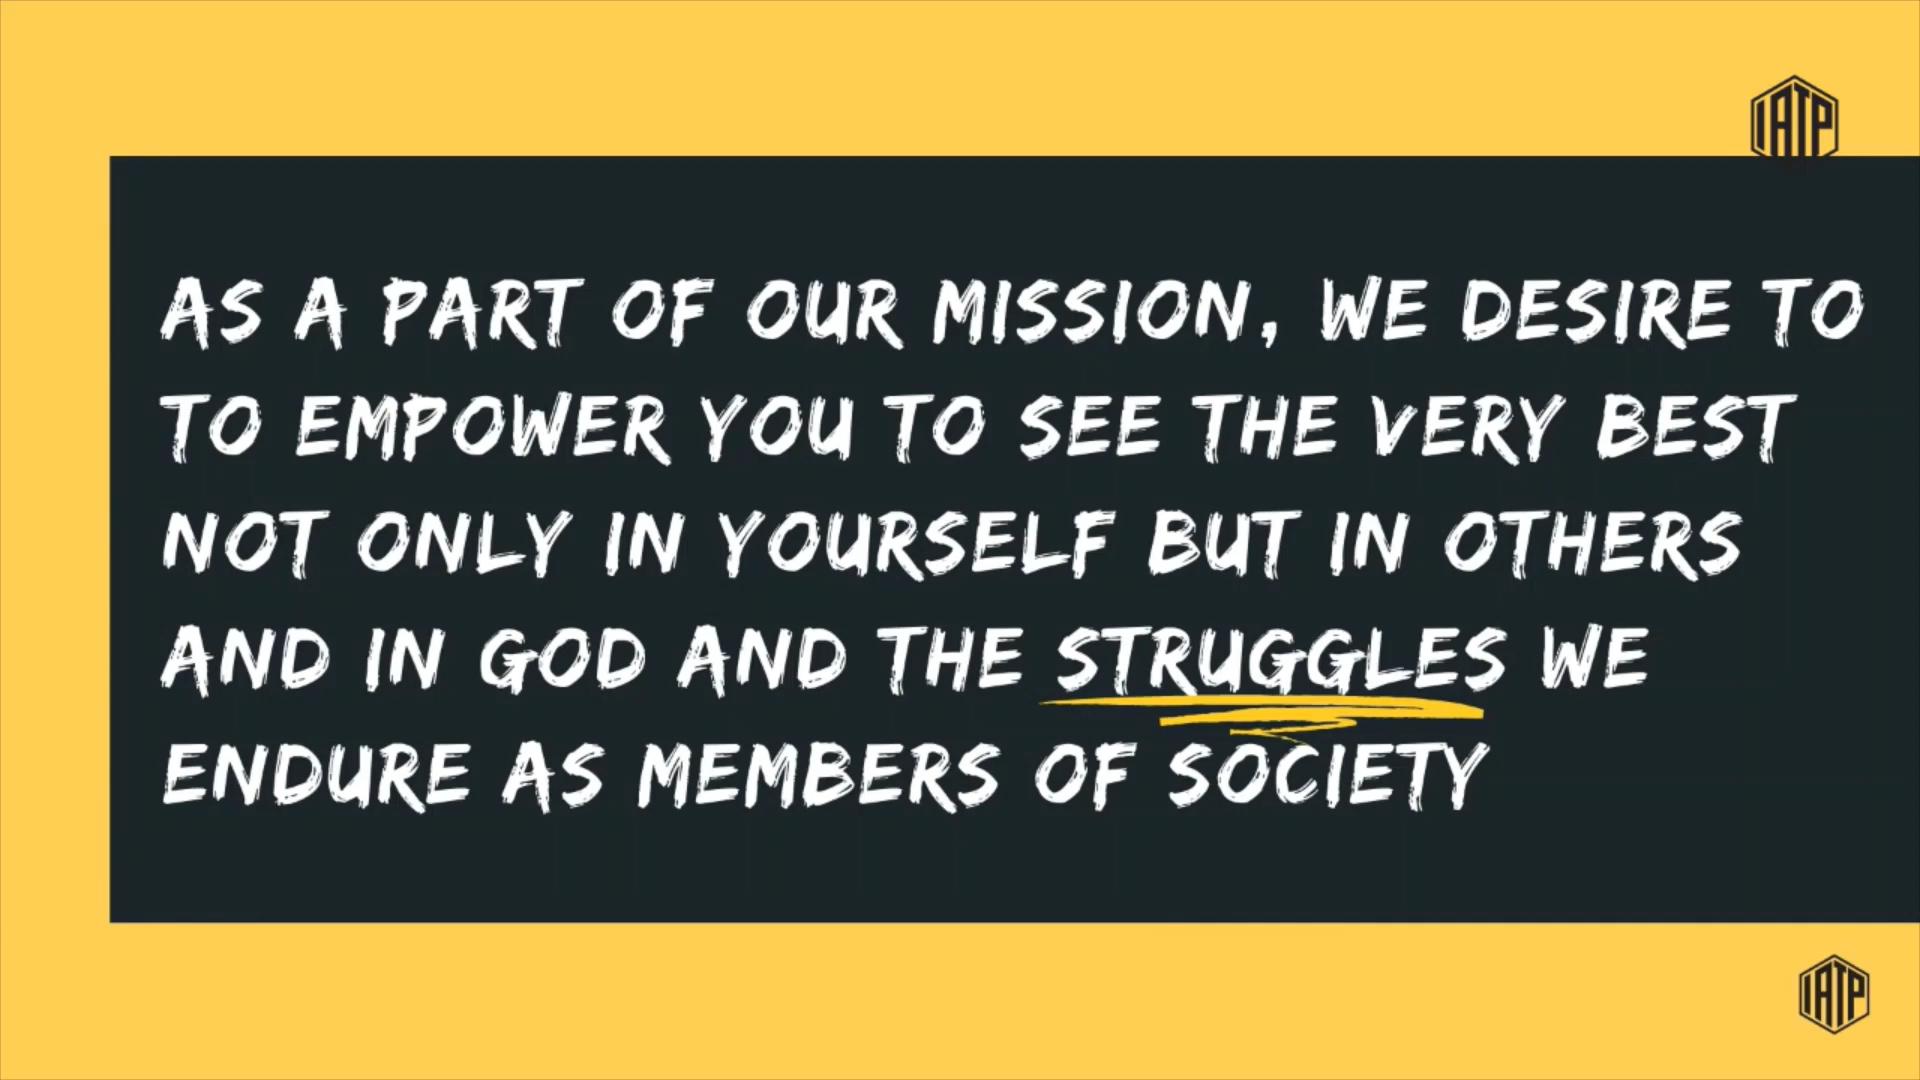 IATP
AS A PART OF OUR MISSION, WE DESIRE TO
TO EMPOWER YOU TO SEE THE VERY BEST
NOT ONLY IN YOURSELF BUT IN OTHERS
AND IN GOD AND THE STRUGGLES WE
ENDURE AS MEMBERS OF SOCIETY
IATP